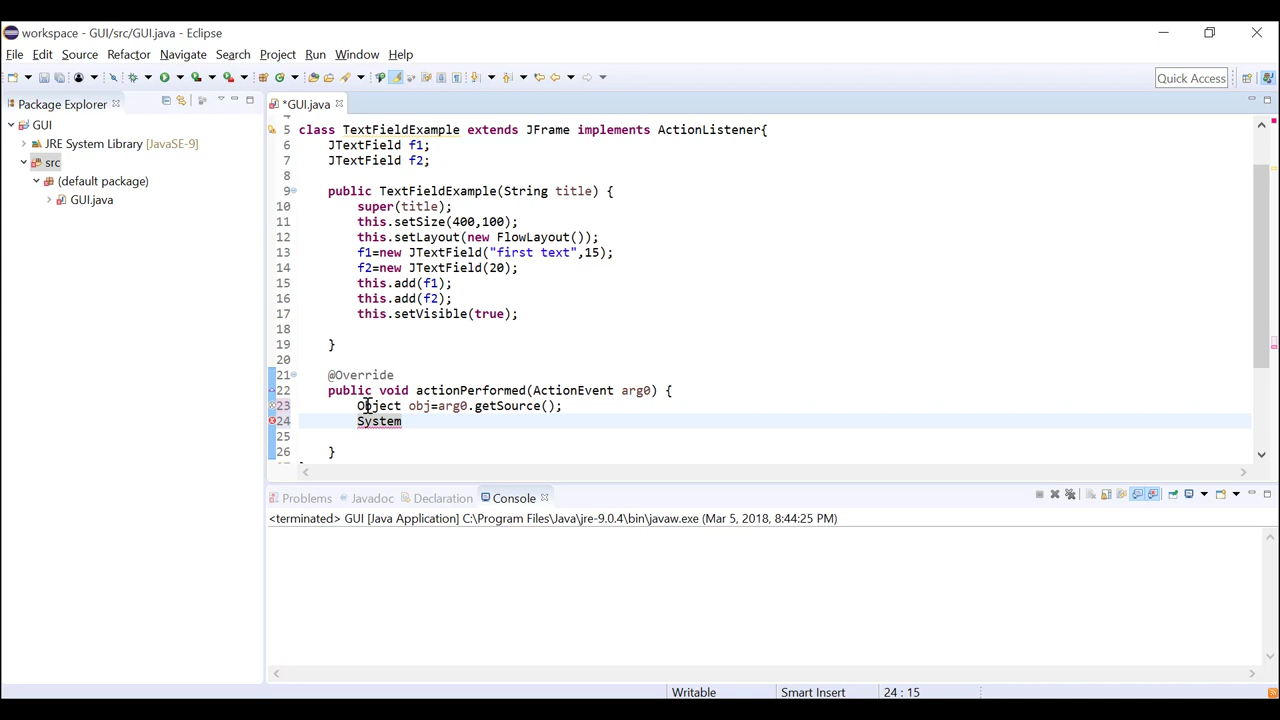 workspace - GUI/src/GUI.java - Eclipse
File Edit Source Refactor Navigate Search Project Run Window Help
Quick Access
Package Explorer
*GUI.java
GUI
JRE System Library [JavaSE-9]
src
(default package)
GUI.java
5 class TextFieldExample extends JFrame implements ActionListener{
6 JTextField f1;
7 JTextField f2;
8
9 public TextFieldExample(String title) {
10 super(title);
11 this.setSize(400,100);
12 this.setLayout(new FlowLayout());
13 f1=new JTextField("first text",15);
14 f2=new JTextField(20);
15 this.add(f1);
16 this.add(f2);
17 this.setVisible(true);
18
19 }
20
21 @Override
22 public void actionPerformed(ActionEvent arg0) {
23 Object obj=arg0.getSource();
24 System
25
26 }
Problems Javadoc Declaration Console
<terminated> GUI [Java Application] C:\Program Files\Java\jre-9.0.4\bin\javaw.exe (Mar 5, 2018, 8:44:25 PM)
Writable Smart Insert 24 : 15